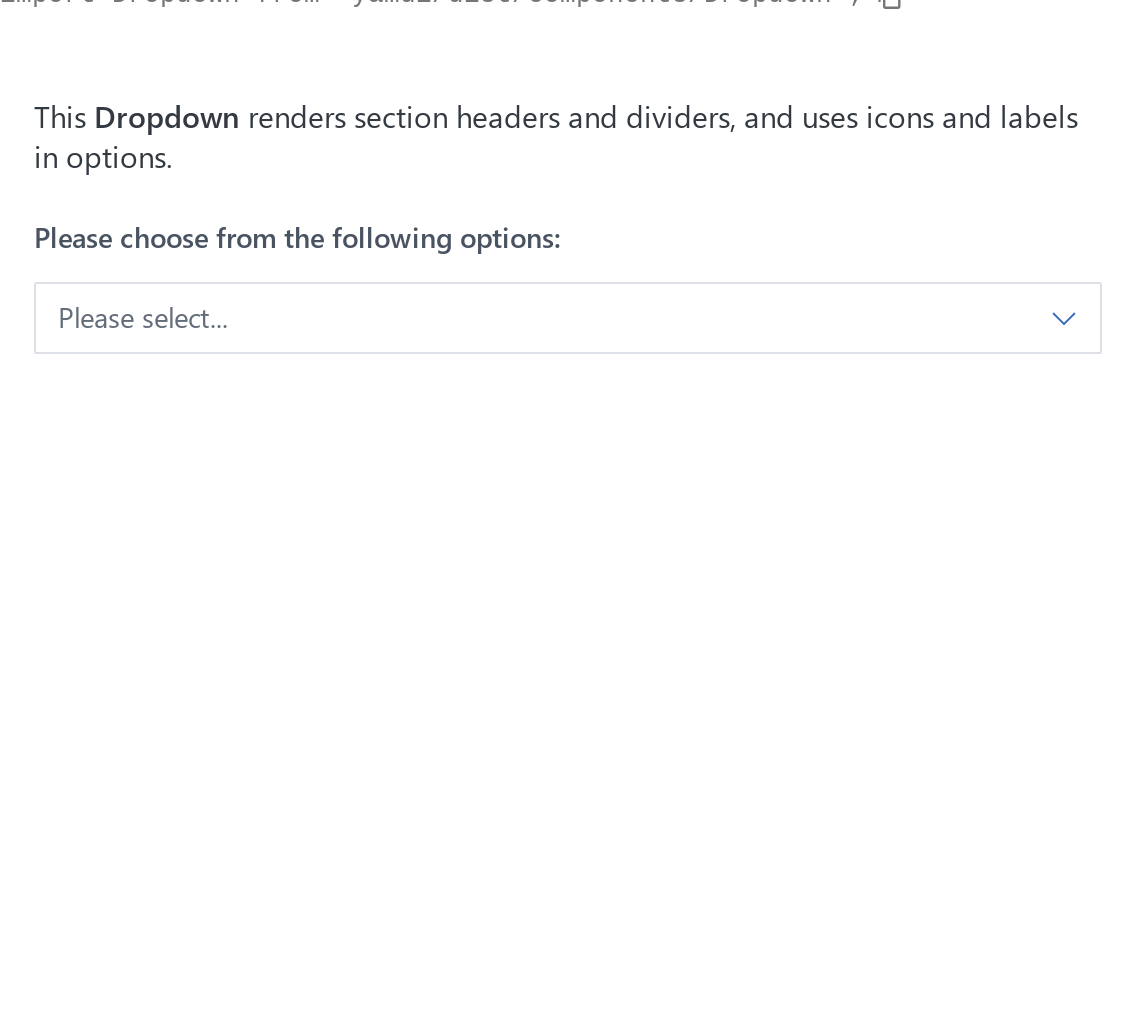 This Dropdown renders section headers and dividers, and uses icons and labels
in options.
Please choose from the following options:
Please select...